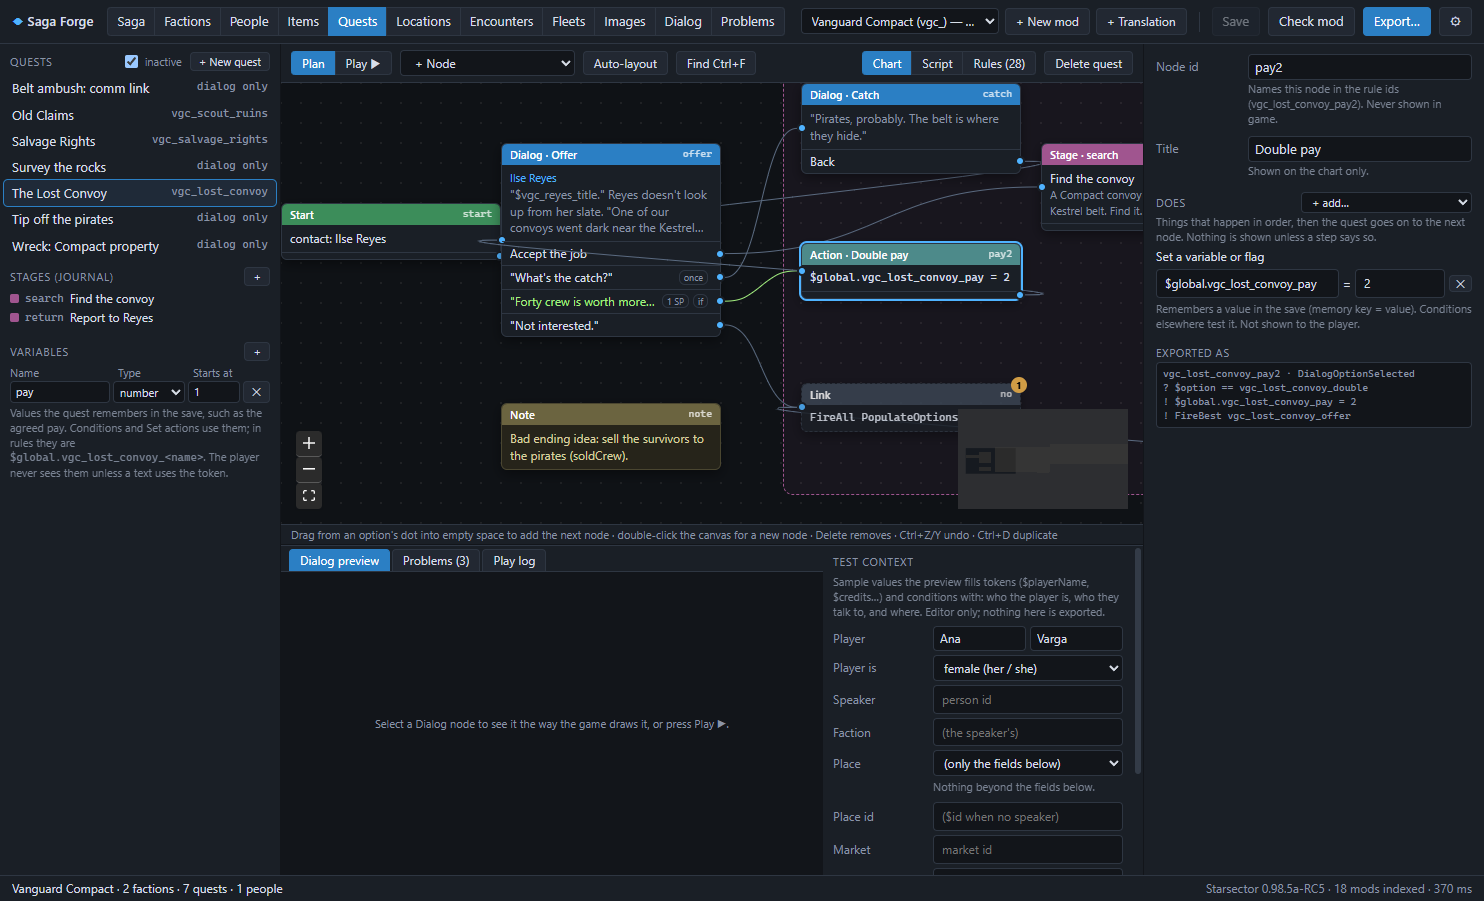 Saga Forge
Saga
Factions
People
Items
Quests
Locations
Encounters
Fleets
Images
Dialog
Problems
Vanguard Compact (vgc_) — ...
+ New mod
+ Translation
Save
Check mod
Export...
QUESTS
inactive
+ New quest
Belt ambush: comm link
dialog only
Old Claims
vgc_scout_ruins
Salvage Rights
vgc_salvage_rights
Survey the rocks
dialog only
The Lost Convoy
vgc_lost_convoy
Tip off the pirates
dialog only
Wreck: Compact property
dialog only
STAGES (JOURNAL)
+
search Find the convoy
return Report to Reyes
VARIABLES
+
Name
Type
Starts at
pay
number
1
Values the quest remembers in the save, such as the
agreed pay. Conditions and Set actions use them; in
rules they are
$global.vgc_lost_convoy_<name>. The player
never sees them unless a text uses the token.
Plan
Play ▶
+ Node
Auto-layout
Find Ctrl+F
Chart
Script
Rules (28)
Delete quest
Start
start
contact: Ilse Reyes
Dialog · Offer
offer
Ilse Reyes
"$vgc_reyes_title." Reyes doesn't look
up from her slate. "One of our
convoys went dark near the Kestrel...
Accept the job
"What's the catch?"
once
"Forty crew is worth more...
1 SP
if
"Not interested."
Note
note
Bad ending idea: sell the survivors to
the pirates (soldCrew).
Dialog · Catch
catch
"Pirates, probably. The belt is where
they hide."
Back
Stage · search
Find the convoy
A Compact convoy
Kestrel belt. Find it.
Action · Double pay
pay2
$global.vgc_lost_convoy_pay = 2
1
Link
no
FireAll PopulateOptions
Drag from an option's dot into empty space to add the next node · double-click the canvas for a new node · Delete removes · Ctrl+Z/Y undo · Ctrl+D duplicate
Dialog preview
Problems (3)
Play log
Select a Dialog node to see it the way the game draws it, or press Play ▶.
TEST CONTEXT
Sample values the preview fills tokens ($playerName,
$credits...) and conditions with: who the player is, who they
talk to, and where. Editor only; nothing here is exported.
Player
Ana
Varga
Player is
female (her / she)
Speaker
person id
Faction
(the speaker's)
Place
(only the fields below)
Nothing beyond the fields below.
Place id
($id when no speaker)
Market
market id
Node id
pay2
Names this node in the rule ids
(vgc_lost_convoy_pay2). Never shown in
game.
Title
Double pay
Shown on the chart only.
DOES
+ add...
Things that happen in order, then the quest goes on to the next
node. Nothing is shown unless a step says so.
Set a variable or flag
$global.vgc_lost_convoy_pay
=
2
Remembers a value in the save (memory key = value). Conditions
elsewhere test it. Not shown to the player.
EXPORTED AS
vgc_lost_convoy_pay2 · DialogOptionSelected
? $option == vgc_lost_convoy_double
! $global.vgc_lost_convoy_pay = 2
! FireBest vgc_lost_convoy_offer
Vanguard Compact · 2 factions · 7 quests · 1 people
Starsector 0.98.5a-RC5 · 18 mods indexed · 370 ms